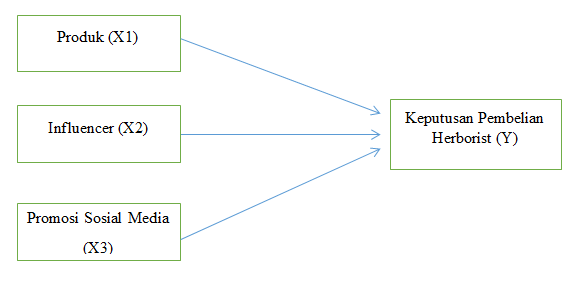 Produk (X1)
Influencer (X2)
Keputusan Pembelian
Herborist (Y)
Promosi Sosial Media
(X3)